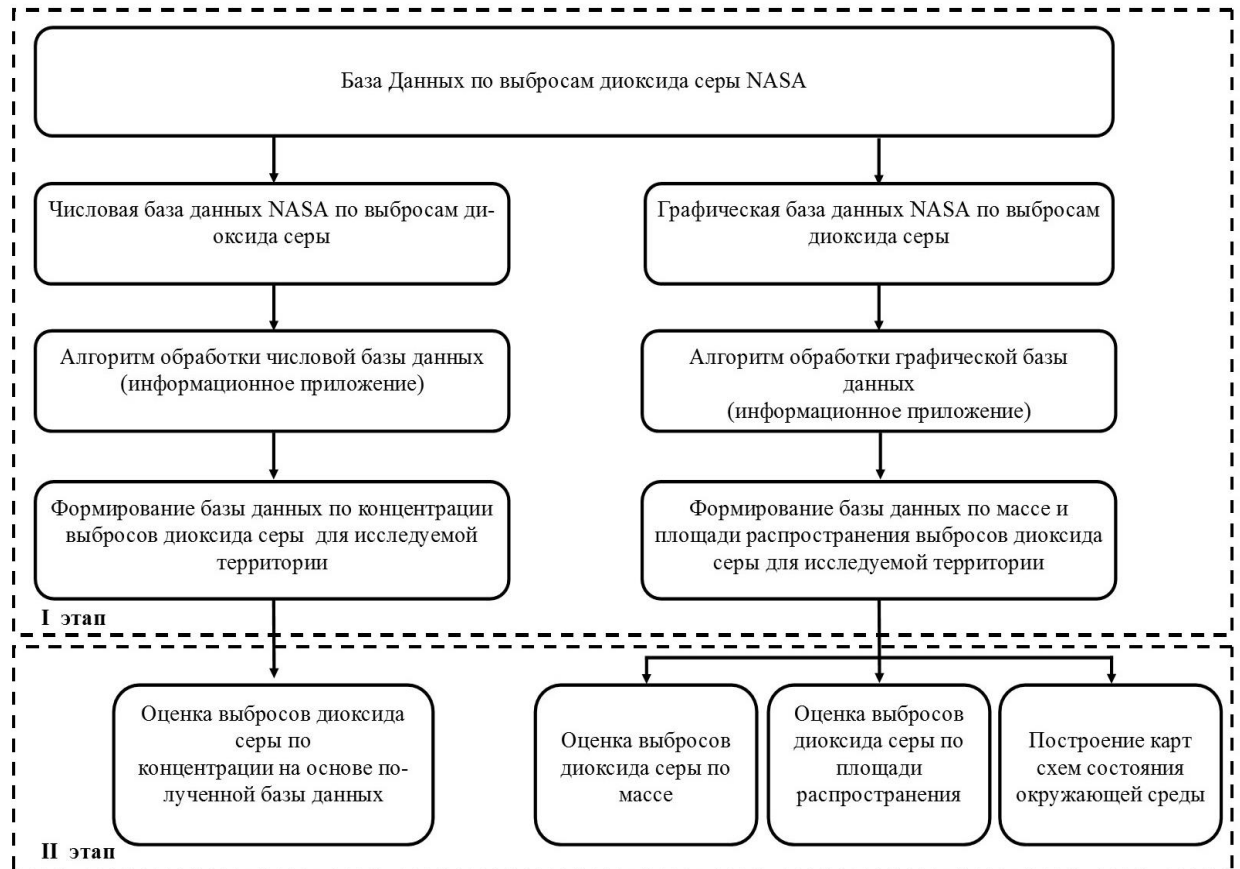 База Данных по выбросам диоксида серы NASA
Числовая база данных NASA по выбросам ди-
оксида серы
Графическая база данных NASA по выбросам
диоксида серы
Алгоритм обработки числовой базы данных
(информационное приложение)
Алгоритм обработки графической базы
данных
(информационное приложение)
Формирование базы данных по концентрации
выбросов диоксида серы для исследуемой
территории
Формирование базы данных по массе и
площади распространения выбросов диоксида
серы для исследуемой территории
I этап
Оценка выбросов диоксида
серы по
концентрации на основе по-
лученной базы данных
Оценка выбросов
диоксида серы по
массе
Оценка выбросов
диоксида серы по
площади
распространения
Построение карт
схем состояния
окружающей среды
II этап